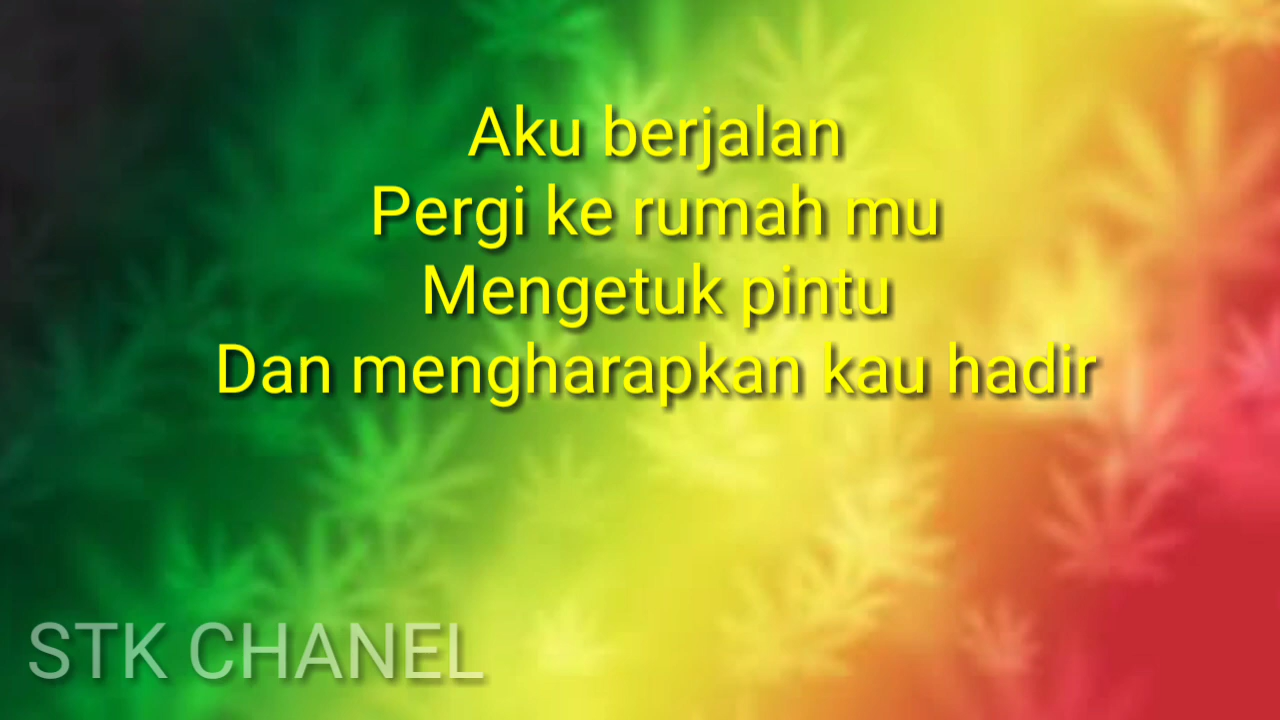 Aku berjalan
Pergi ke rumah mu
Mengetuk pintu
Dan mengharapkan kau hadir
STK CHANEL